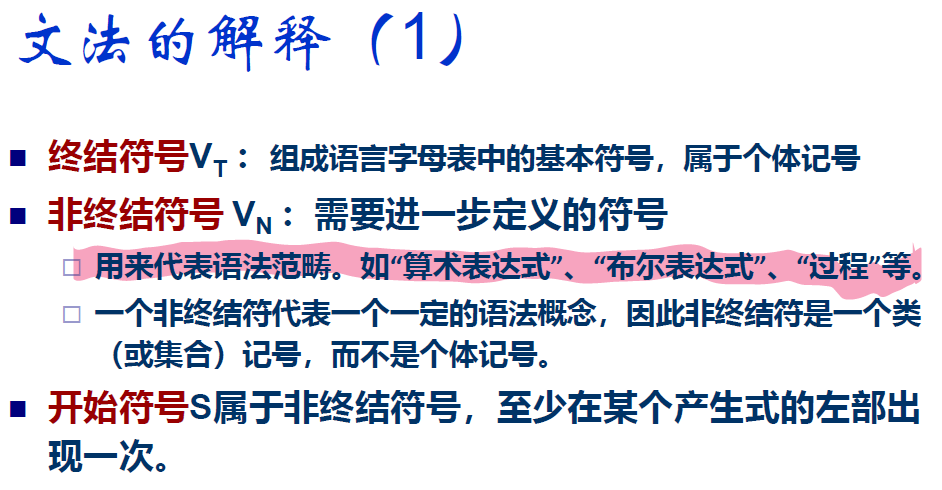 文法的解释（1）
终结符号VT：组成语言字母表中的基本符号，属于个体记号
非终结符号 VN：需要进一步定义的符号
用来代表语法范畴。如“算术表达式”、“布尔表达式”、“过程”等。
一个非终结符代表一个一定的语法概念，因此非终结符是一个类
（或集合）记号，而不是个体记号。
开始符号S属于非终结符号，至少在某个产生式的左部出
现一次。